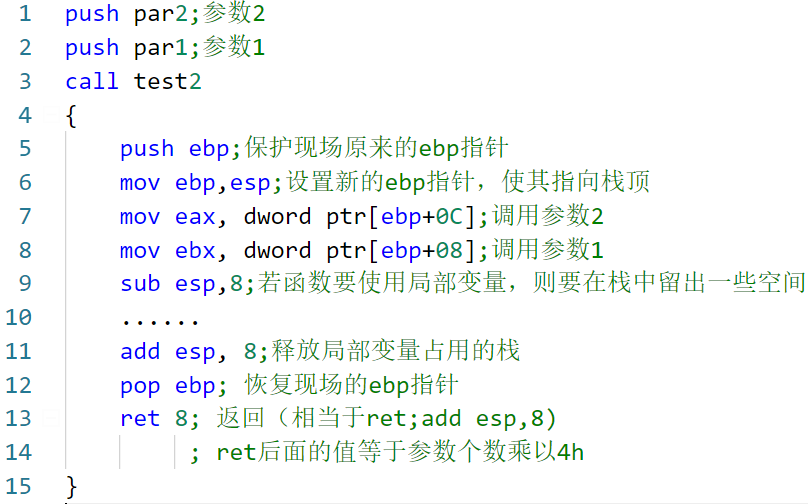 1 push par2;参数2
2 push par1;参数1
3 call test2
4 {
5 push ebp;保护现场原来的ebp指针
6 mov ebp,esp;设置新的ebp指针，使其指向栈顶
7 mov eax, dword ptr[ebp+0C];调用参数2
8 mov ebx, dword ptr[ebp+08];调用参数1
9 sub esp,8;若函数要使用局部变量，则要在栈中留出一些空间
10 ......
11 add esp, 8;释放局部变量占用的栈
12 pop ebp; 恢复现场的ebp指针
13 ret 8; 返回（相当于ret;add esp,8)
14 ; ret后面的值等于参数个数乘以4h
15 }